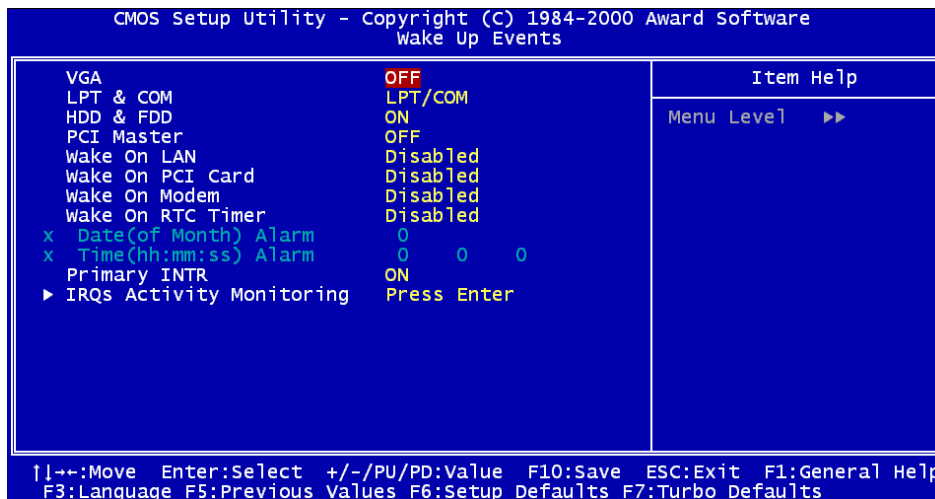 CMOS Setup Utility - Copyright (C) 1984-2000 Award Software
Wake Up Events
VGA OFF
LPT & COM LPT/COM
HDD & FDD ON
PCI Master OFF
Wake On LAN Disabled
Wake On PCI Card Disabled
Wake On Modem Disabled
Wake On RTC Timer Disabled
x Date(of Month) Alarm 0
x Time(hh:mm:ss) Alarm 0 0 0
Primary INTR ON
▶ IRQs Activity Monitoring Press Enter
Item Help
Menu Level ▶▶
↑↓→←:Move Enter:Select +/-/PU/PD:Value F10:Save ESC:Exit F1:General Help
F3:Language F5:Previous Values F6:Setup Defaults F7:Turbo Defaults